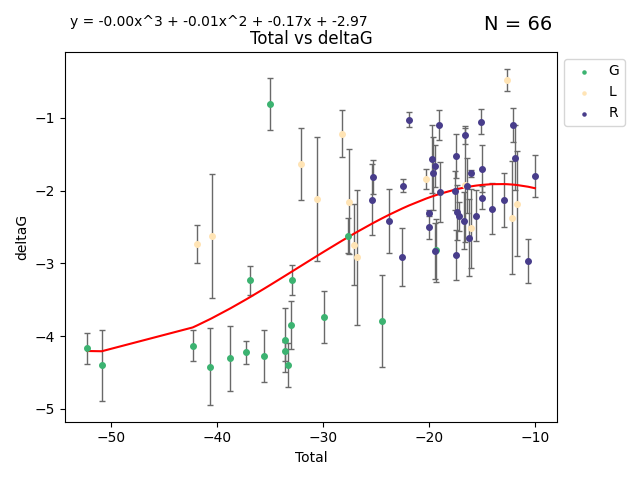 y = -0.00x^3 + -0.01x^2 + -0.17x + -2.97
N = 66
Total vs deltaG
G
L
R
−1
−2
−3
−4
−5
deltaG
−50
−40
−30
−20
−10
Total